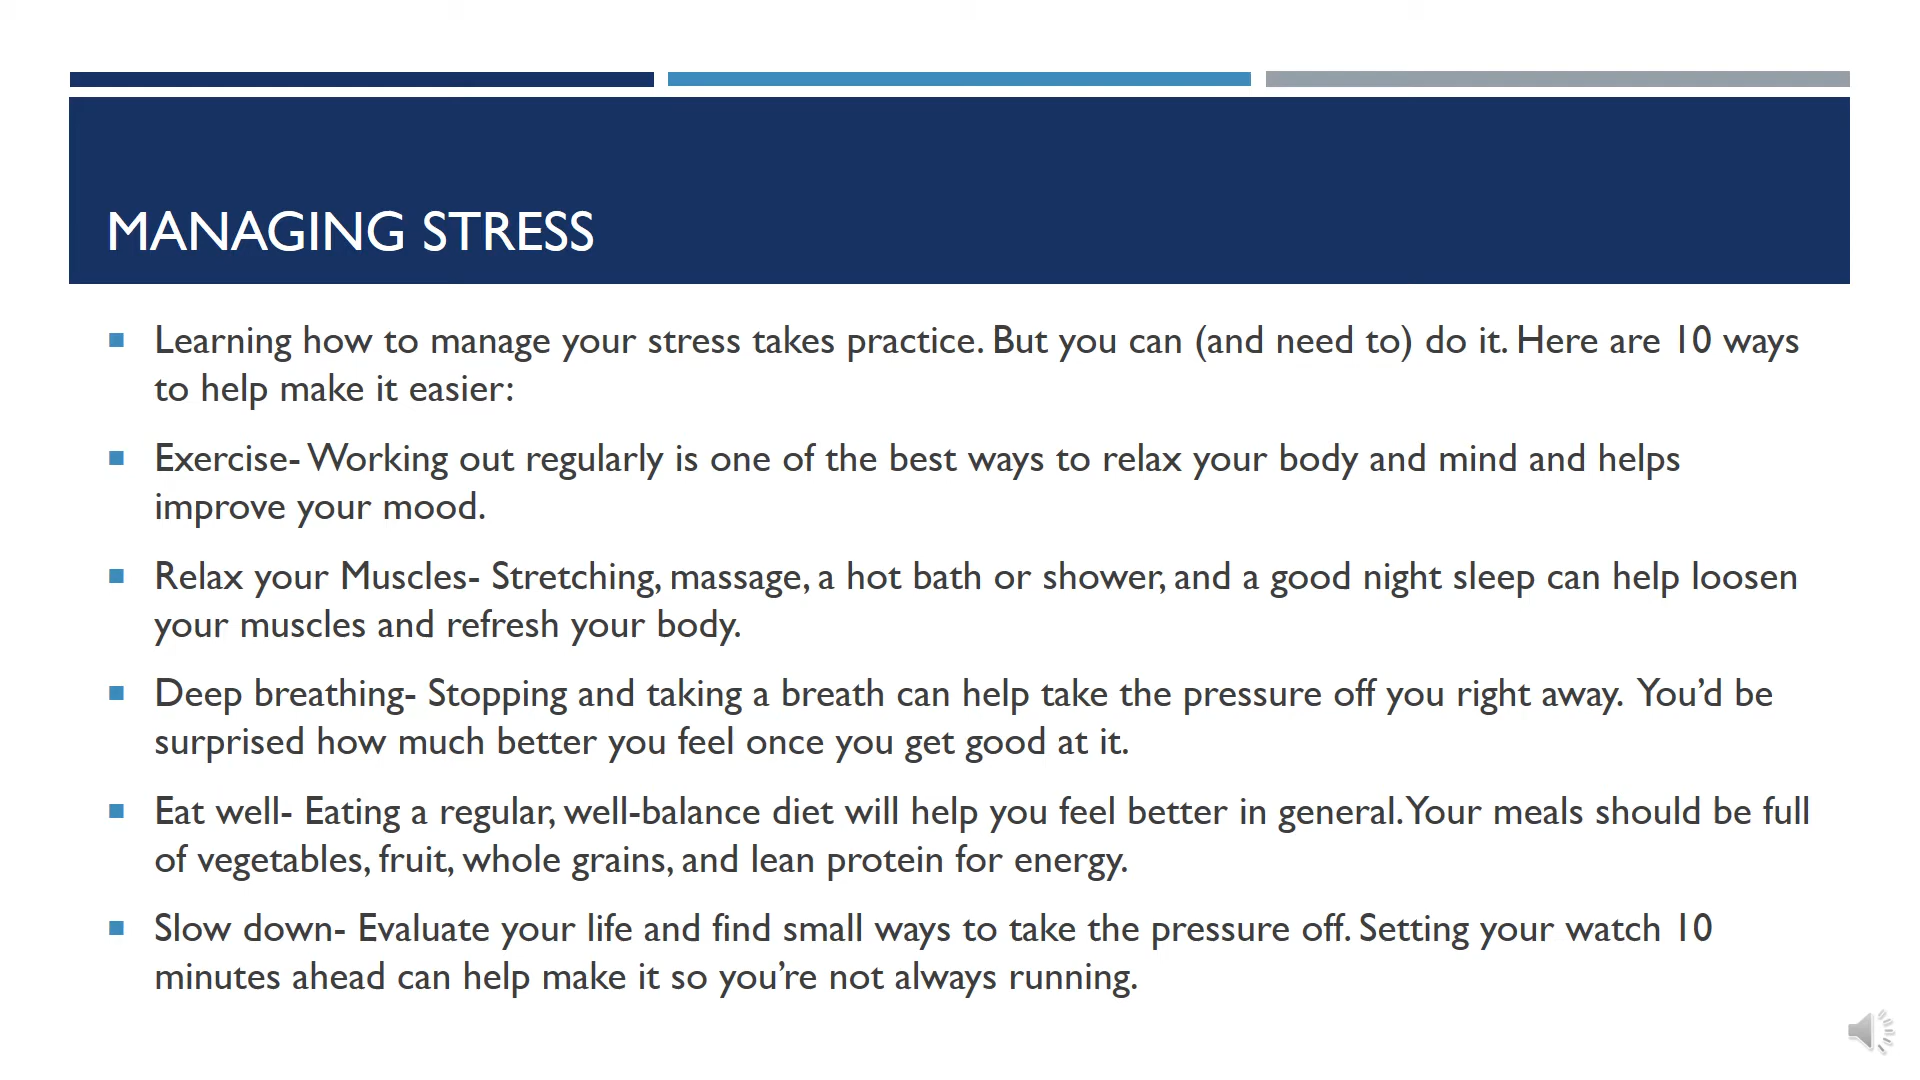 MANAGING STRESS
Learning how to manage your stress takes practice. But you can (and need to) do it. Here are 10 ways
to help make it easier:
Exercise- Working out regularly is one of the best ways to relax your body and mind and helps
improve your mood.
Relax your Muscles- Stretching, massage, a hot bath or shower, and a good night sleep can help loosen
your muscles and refresh your body.
Deep breathing- Stopping and taking a breath can help take the pressure off you right away. You’d be
surprised how much better you feel once you get good at it.
Eat well- Eating a regular, well-balance diet will help you feel better in general. Your meals should be full
of vegetables, fruit, whole grains, and lean protein for energy.
Slow down- Evaluate your life and find small ways to take the pressure off. Setting your watch 10
minutes ahead can help make it so you’re not always running.